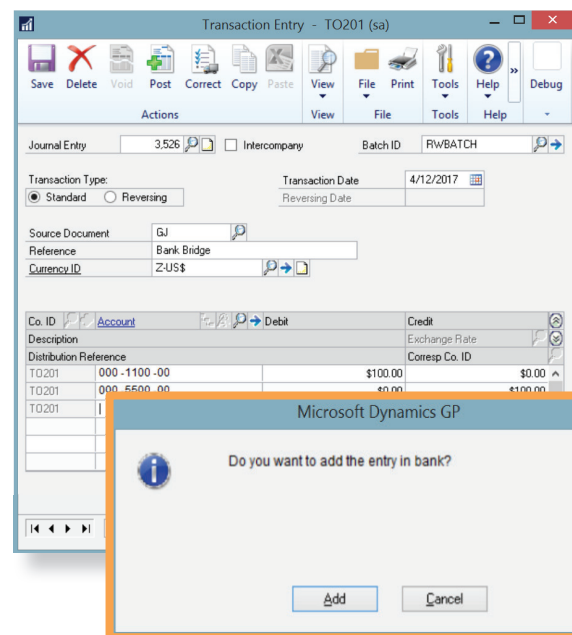 Transaction Entry - TO201 (sa)
Save Delete Void Post Correct Copy Paste View File Print Tools Help » Debug
Actions View File Tools Help
Journal Entry 3,526 Intercompany Batch ID RWBATCH
Transaction Type: Transaction Date 4/12/2017
Standard Reversing Reversing Date
Source Document GJ
Reference Bank Bridge
Currency ID Z-US$
Co. ID Account Debit Credit
Description Exchange Rate
Distribution Reference Corresp Co. ID
TO201 000 -1100 -00 $100.00 $0.00
TO201 000 -5500 -00 $0.00 $100.00
TO201
Microsoft Dynamics GP
Do you want to add the entry in bank?
Add Cancel